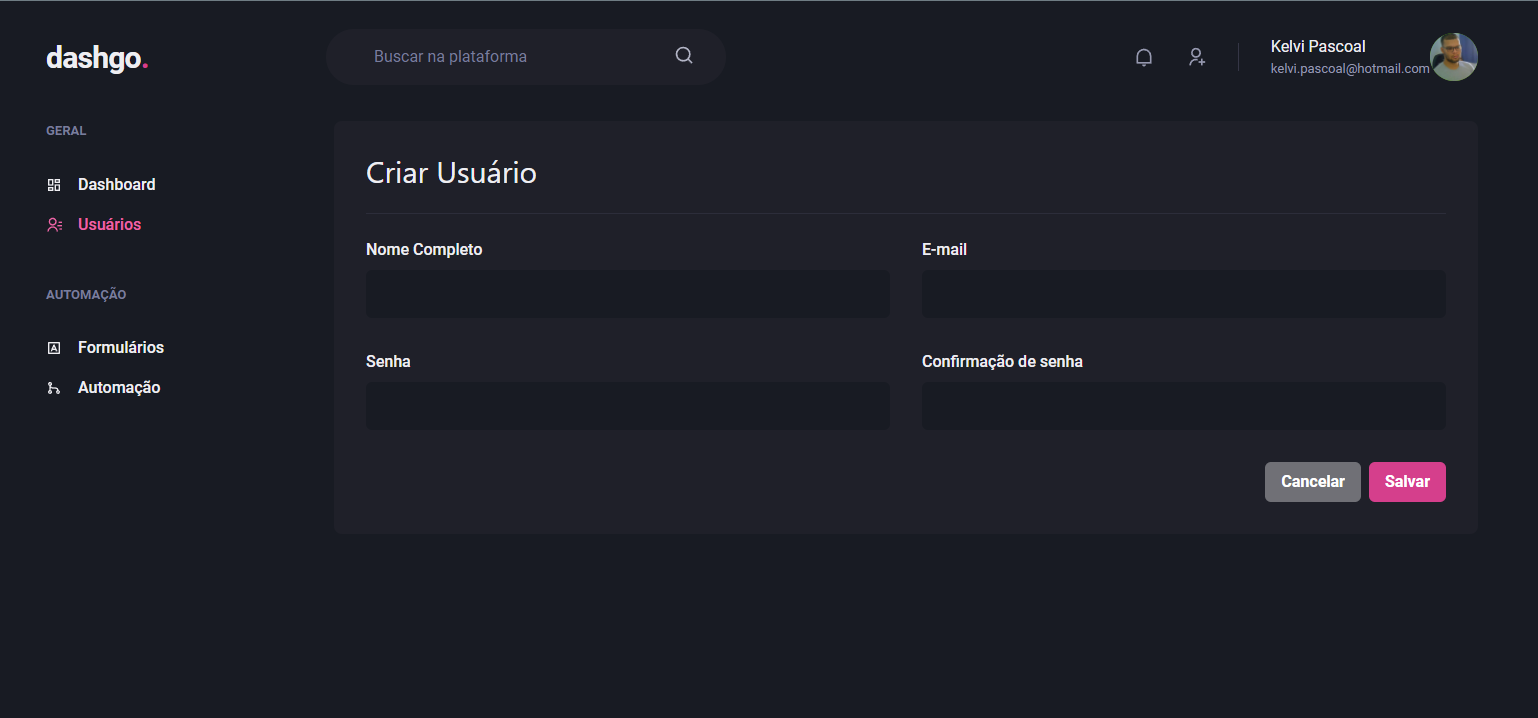 dashgo.
Buscar na plataforma
Kelvi Pascoal
kelvi.pascoal@hotmail.com
GERAL
Dashboard
Usuários
AUTOMAÇÃO
Formulários
Automação
Criar Usuário
Nome Completo
E-mail
Senha
Confirmação de senha
Cancelar
Salvar